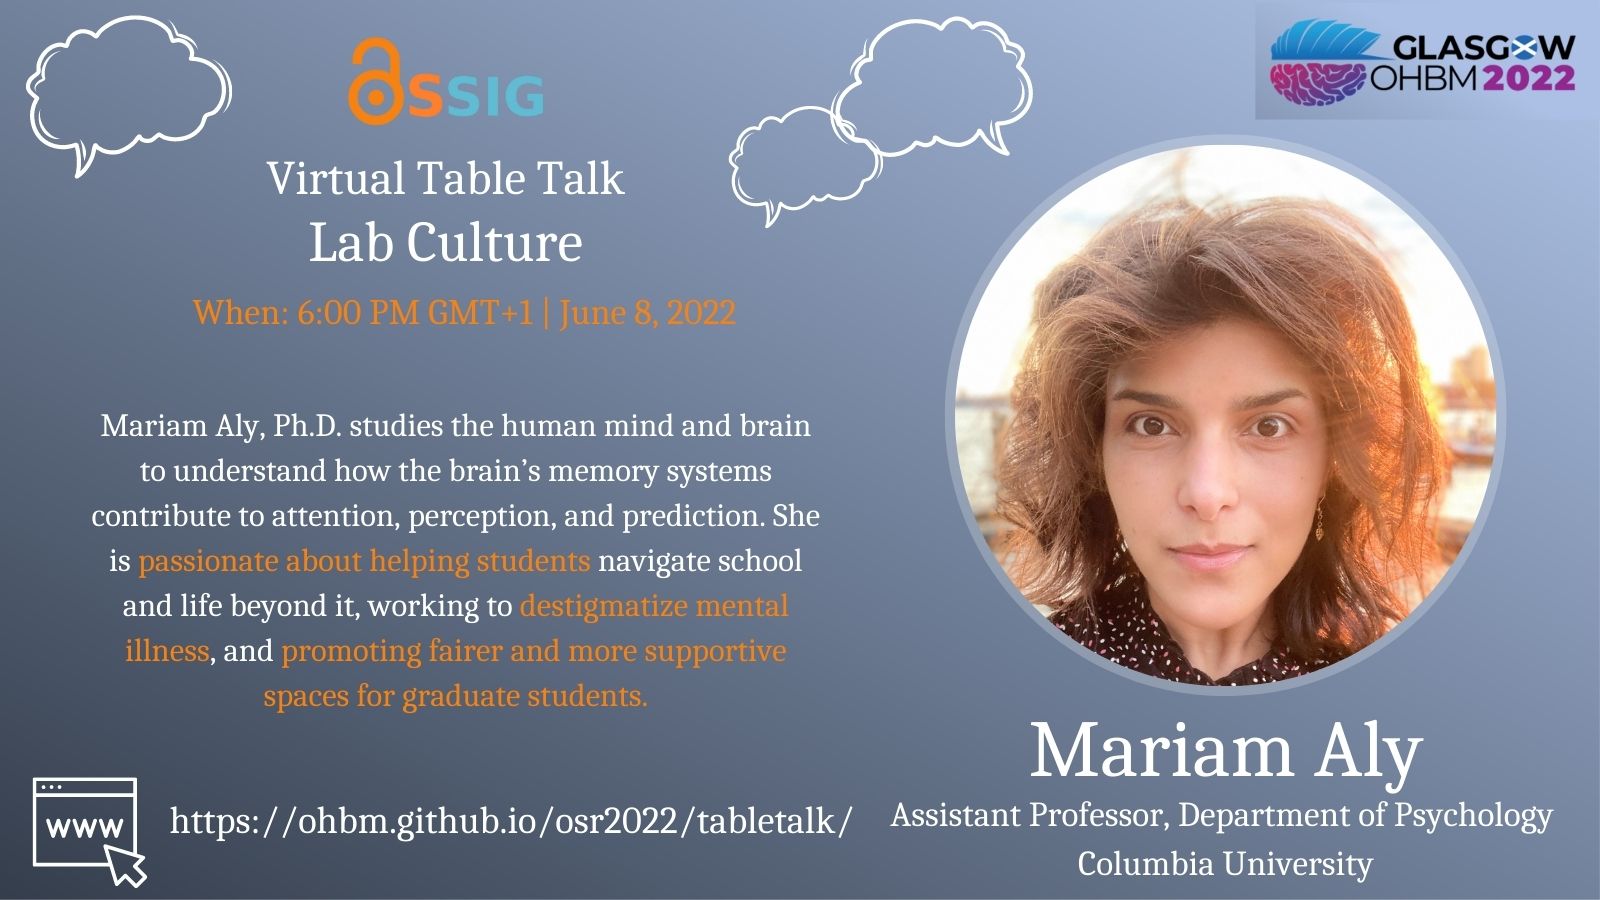 SSIG
Virtual Table Talk
Lab Culture
When: 6:00 PM GMT+1 | June 8, 2022
Mariam Aly, Ph.D. studies the human mind and brain
to understand how the brain’s memory systems
contribute to attention, perception, and prediction. She
is passionate about helping students navigate school
and life beyond it, working to destigmatize mental
illness, and promoting fairer and more supportive
spaces for graduate students.
www
https://ohbm.github.io/osr2022/tabletalk/
GLASGOW
OHBM 2022
Mariam Aly
Assistant Professor, Department of Psychology
Columbia University